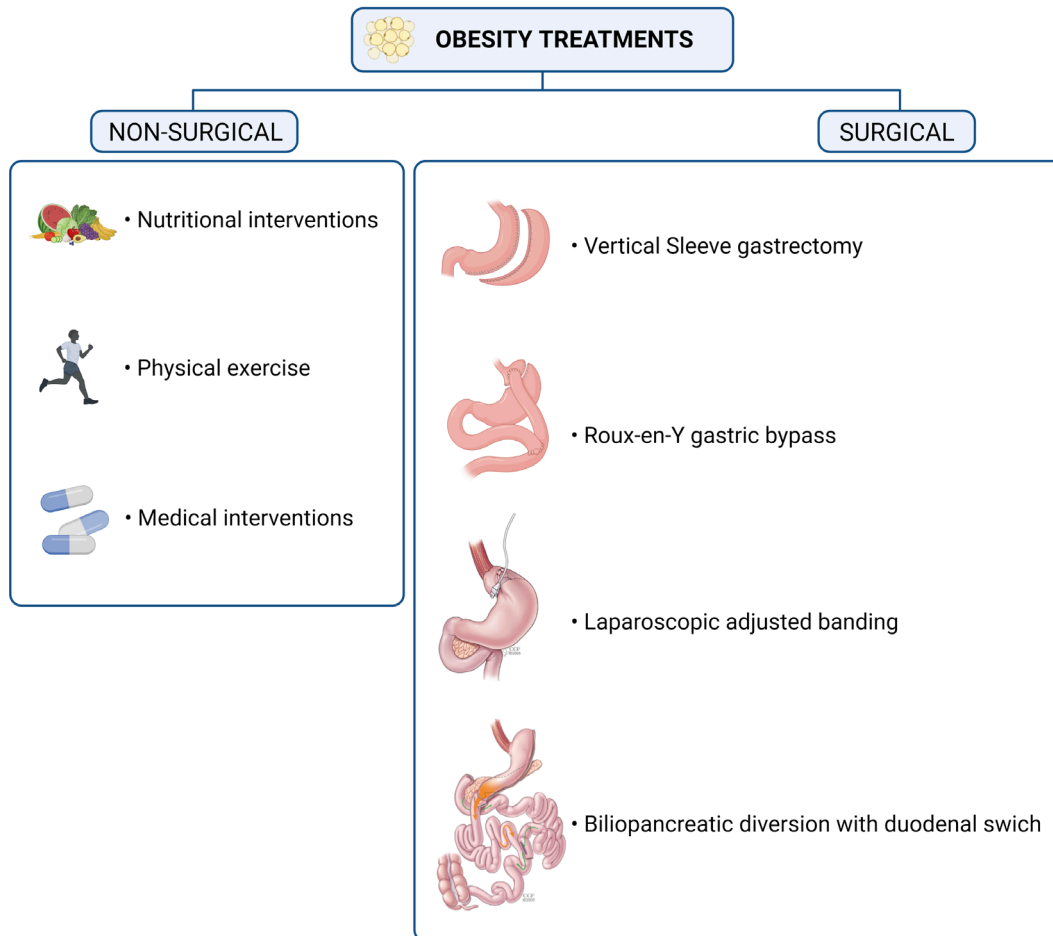 OBESITY TREATMENTS
NON-SURGICAL
• Nutritional interventions
• Physical exercise
• Medical interventions
SURGICAL
• Vertical Sleeve gastrectomy
• Roux-en-Y gastric bypass
• Laparoscopic adjusted banding
• Biliopancreatic diversion with duodenal swich